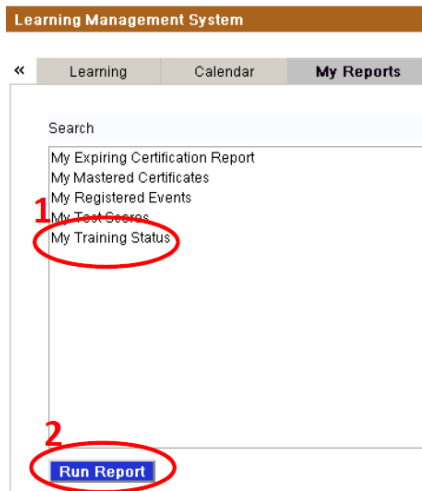 Learning Management System
« Learning Calendar My Reports
Search
My Expiring Certification Report
My Mastered Certificates
My Registered Events
1
My Test Scores
My Training Status
2
Run Report